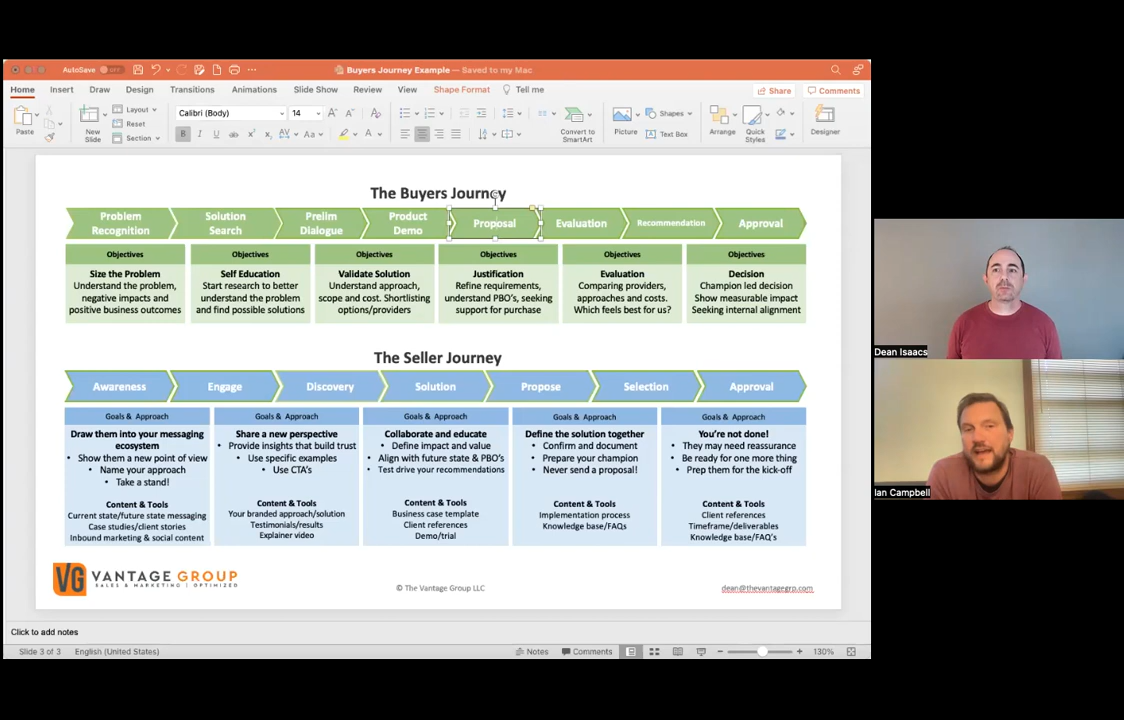 AutoSave OFF
Buyers Journey Example — Saved to my Mac
Home Insert Draw Design Transitions Animations Slide Show Review View Shape Format Tell me
Share Comments
Paste
New Slide
Layout
Reset
Section
Calibri (Body) 14
B I U
Convert to SmartArt
Picture
Shapes
Text Box
Arrange
Quick Styles
Designer
The Buyers Journey
Problem Recognition
Solution Search
Prelim Dialogue
Product Demo
Proposal
Evaluation
Recommendation
Approval
Objectives
Size the Problem
Understand the problem,
negative impacts and
positive business outcomes
Objectives
Self Education
Start research to better
understand the problem
and find possible solutions
Objectives
Validate Solution
Understand approach,
scope and cost. Shortlisting
options/providers
Objectives
Justification
Refine requirements,
understand PBO's, seeking
support for purchase
Objectives
Evaluation
Comparing providers,
approaches and costs.
Which feels best for us?
Objectives
Decision
Champion led decision
Show measurable impact
Seeking internal alignment
The Seller Journey
Awareness
Engage
Discovery
Solution
Propose
Selection
Approval
Goals & Approach
Draw them into your messaging
ecosystem
• Show them a new point of view
• Name your approach
• Take a stand!
Content & Tools
Current state/future state messaging
Case studies/client stories
Inbound marketing & social content
Goals & Approach
Share a new perspective
• Provide insights that build trust
• Use specific examples
• Use CTA's
Content & Tools
Your branded approach/solution
Testimonials/results
Explainer video
Goals & Approach
Collaborate and educate
• Define impact and value
• Align with future state & PBO's
• Test drive your recommendations
Content & Tools
Business case template
Client references
Demo/trial
Goals & Approach
Define the solution together
• Confirm and document
• Prepare your champion
• Never send a proposal!
Content & Tools
Implementation process
Knowledge base/FAQs
Goals & Approach
You're not done!
• They may need reassurance
• Be ready for one more thing
• Prep them for the kick-off
Content & Tools
Client references
Timeframe/deliverables
Knowledge base/FAQ's
VG VANTAGE GROUP
SALES & MARKETING | OPTIMIZED
© The Vantage Group LLC
dean@thevantagegrp.com
Click to add notes
Slide 3 of 3 English (United States) Notes Comments 130%
Dean Isaacs
Ian Campbell